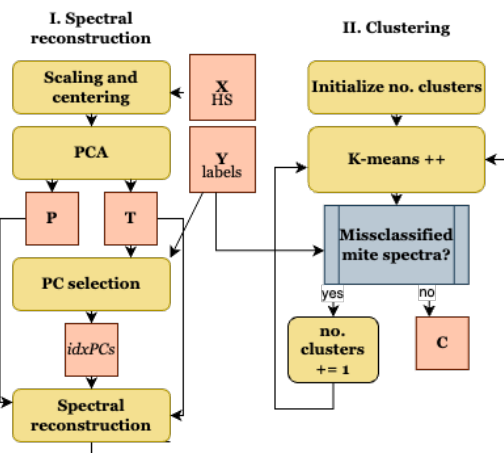 I. Spectral
reconstruction
Scaling and
centering
X
HS
PCA
Y
labels
P
T
PC selection
idxPCs
Spectral
reconstruction
II. Clustering
Initialize no. clusters
K-means ++
Missclassified
mite spectra?
yes
no
no.
clusters
+= 1
C